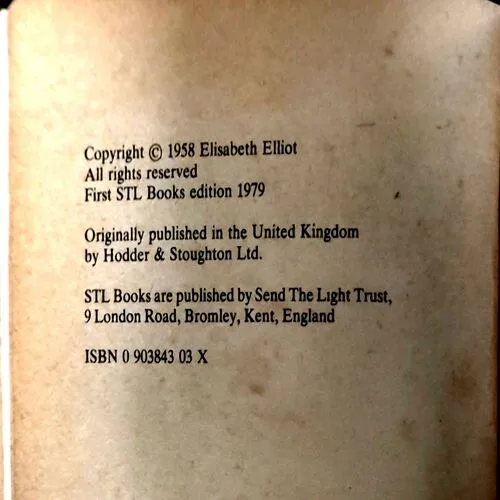 Copyright © 1958 Elisabeth Elliot
All rights reserved
First STL Books edition 1979
Originally published in the United Kingdom
by Hodder & Stoughton Ltd.
STL Books are published by Send The Light Trust,
9 London Road, Bromley, Kent, England
ISBN 0 903843 03 X